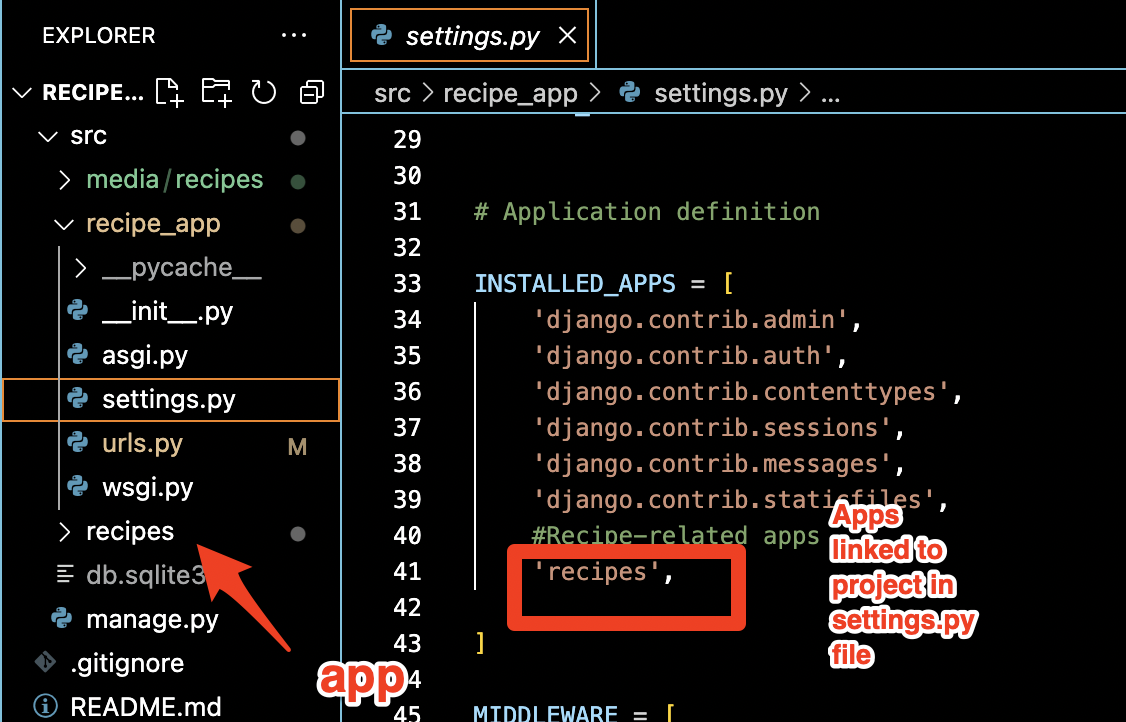 EXPLORER ...
RECIPE...
src
media/recipes
recipe_app
__pycache__
__init__.py
asgi.py
settings.py
urls.py M
wsgi.py
recipes
db.sqlite3
manage.py
.gitignore
README.md
app
settings.py
src > recipe_app > settings.py > ...
29
30
31 # Application definition
32
33 INSTALLED_APPS = [
34 'django.contrib.admin',
35 'django.contrib.auth',
36 'django.contrib.contenttypes',
37 'django.contrib.sessions',
38 'django.contrib.messages',
39 'django.contrib.staticfiles',
40 #Recipe-related apps
41 'recipes',
42
43 ]
4
45 MIDDLEWARE = [
Apps
linked to
project in
settings.py
file